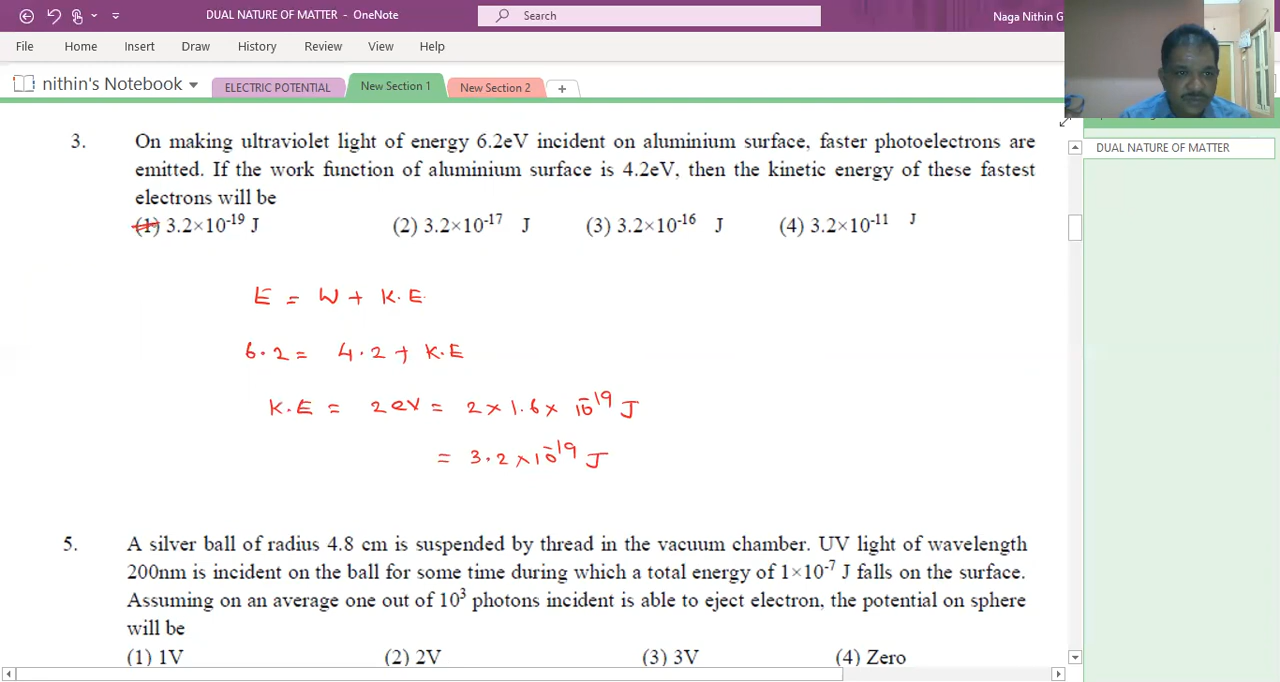 DUAL NATURE OF MATTER - OneNote
Search
Naga Nithin G
File Home Insert Draw History Review View Help
nithin's Notebook
ELECTRIC POTENTIAL
New Section 1
New Section 2
DUAL NATURE OF MATTER
3. On making ultraviolet light of energy 6.2eV incident on aluminium surface, faster photoelectrons are
emitted. If the work function of aluminium surface is 4.2eV, then the kinetic energy of these fastest
electrons will be
(1) 3.2×10⁻¹⁹ J (2) 3.2×10⁻¹⁷ J (3) 3.2×10⁻¹⁶ J (4) 3.2×10⁻¹¹ J
E = W + K.E
6.2 = 4.2 + K.E
K.E = 2 eV = 2 × 1.6 × 10⁻¹⁹ J
= 3.2 × 10⁻¹⁹ J
5. A silver ball of radius 4.8 cm is suspended by thread in the vacuum chamber. UV light of wavelength
200nm is incident on the ball for some time during which a total energy of 1×10⁻⁷ J falls on the surface.
Assuming on an average one out of 10³ photons incident is able to eject electron, the potential on sphere
will be
(1) 1V (2) 2V (3) 3V (4) Zero